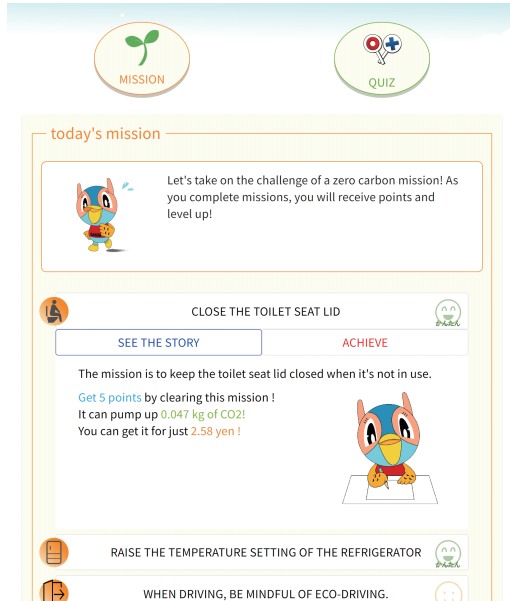 MISSION
QUIZ
today's mission
Let's take on the challenge of a zero carbon mission! As
you complete missions, you will receive points and
level up!
CLOSE THE TOILET SEAT LID
かんたん
SEE THE STORY
ACHIEVE
The mission is to keep the toilet seat lid closed when it's not in use.
Get 5 points by clearing this mission !
It can pump up 0.047 kg of CO2!
You can get it for just 2.58 yen !
RAISE THE TEMPERATURE SETTING OF THE REFRIGERATOR
かんたん
WHEN DRIVING, BE MINDFUL OF ECO-DRIVING.